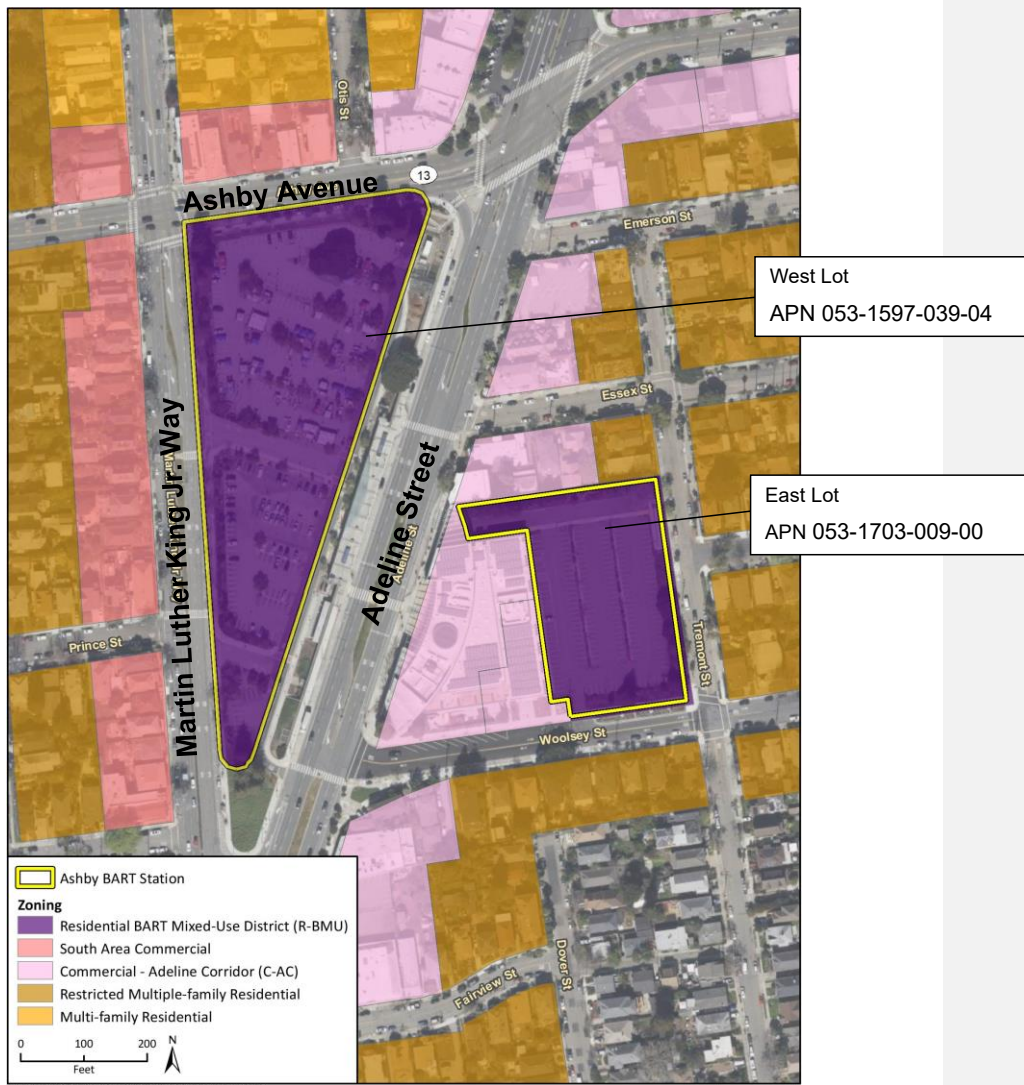 Otis St
Ashby Avenue
13
Emerson St
West Lot
APN 053-1597-039-04
Essex St
Martin Luther King Jr. Way
Adeline Street
Adeline St
East Lot
APN 053-1703-009-00
Prince St
Tremont St
Woolsey St
Dover St
Fairview St
Ashby BART Station
Zoning
Residential BART Mixed-Use District (R-BMU)
South Area Commercial
Commercial - Adeline Corridor (C-AC)
Restricted Multiple-family Residential
Multi-family Residential
0 100 200
Feet
N